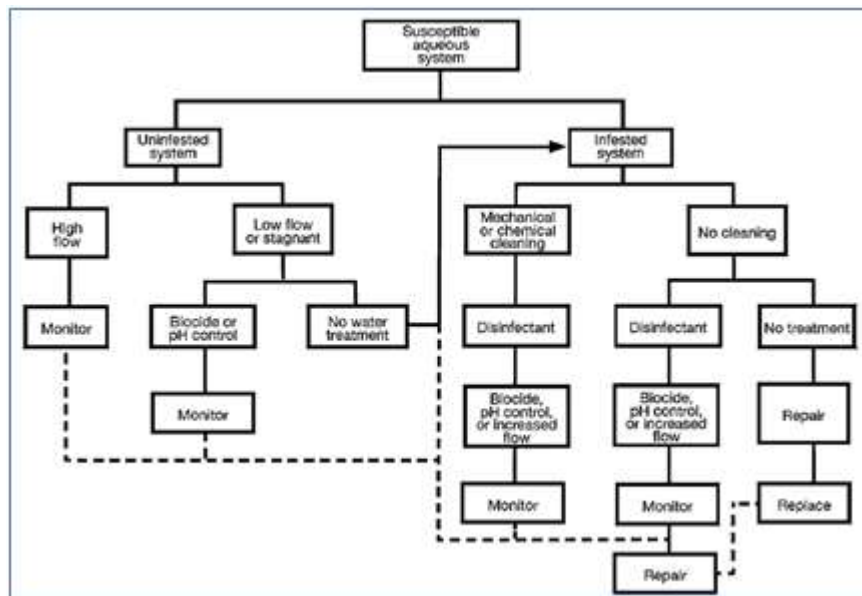 Susceptible
aqueous
system
Uninfested
system
Infested
system
High
flow
Low flow
or stagnant
Mechanical
or chemical
cleaning
No cleaning
Monitor
Biocide or
pH control
No water
treatment
Disinfectant
Disinfectant
No treatment
Monitor
Biocide,
pH control,
or increased
flow
Biocide,
pH control,
or increased
flow
Repair
Monitor
Monitor
Replace
Repair